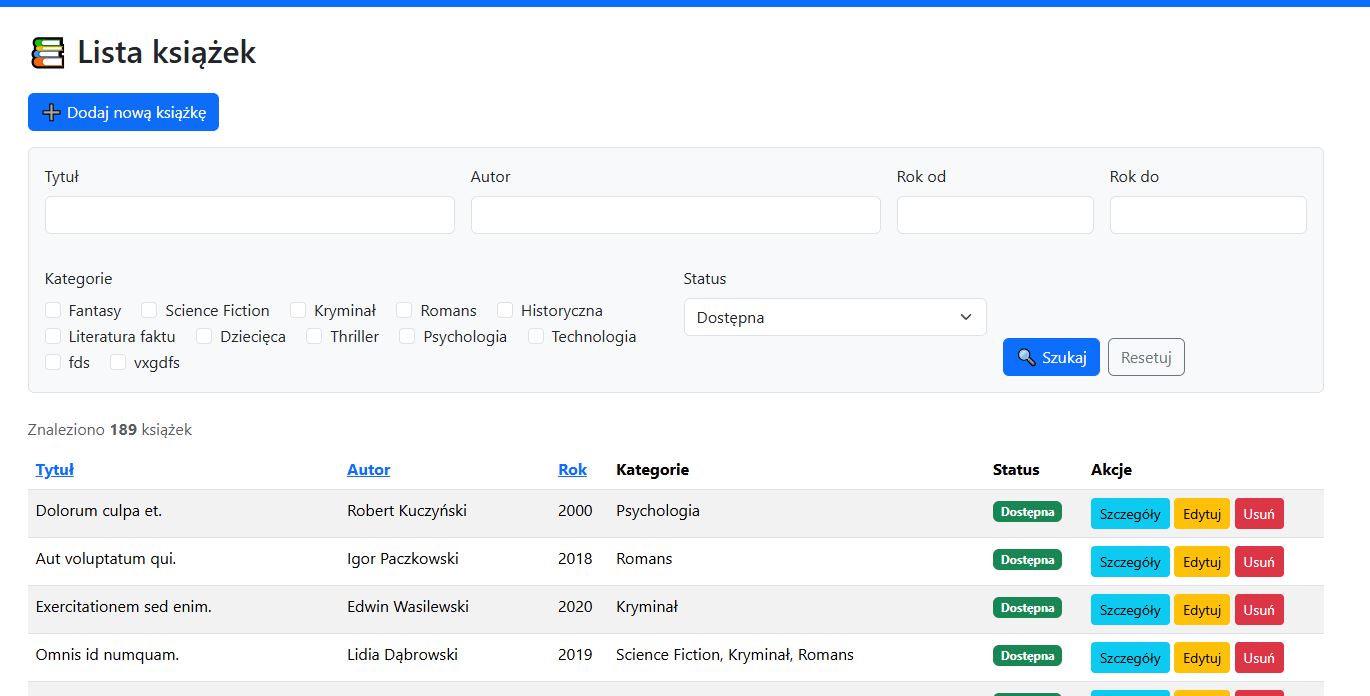 Lista książek
Dodaj nową książkę
Tytuł Autor Rok od Rok do
Kategorie Status
Fantasy Science Fiction Kryminał Romans Historyczna
Dostępna
Literatura faktu Dziecięca Thriller Psychologia Technologia
fds vxgdfs
Szukaj Resetuj
Znaleziono 189 książek
Tytuł Autor Rok Kategorie Status Akcje
Dolorum culpa et. Robert Kuczyński 2000 Psychologia Dostępna Szczegóły Edytuj Usuń
Aut voluptatum qui. Igor Paczkowski 2018 Romans Dostępna Szczegóły Edytuj Usuń
Exercitationem sed enim. Edwin Wasilewski 2020 Kryminał Dostępna Szczegóły Edytuj Usuń
Omnis id numquam. Lidia Dąbrowski 2019 Science Fiction, Kryminał, Romans Dostępna Szczegóły Edytuj Usuń